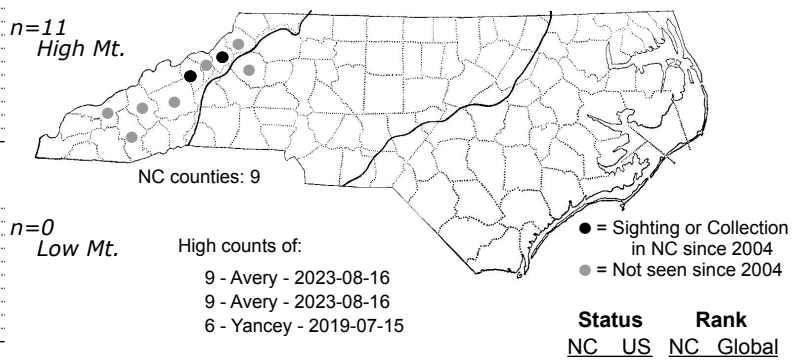 n=11
High Mt.
NC counties: 9
n=0
Low Mt.
High counts of:
9 - Avery - 2023-08-16
9 - Avery - 2023-08-16
6 - Yancey - 2019-07-15
● = Sighting or Collection
in NC since 2004
● = Not seen since 2004
Status Rank
NC US NC Global